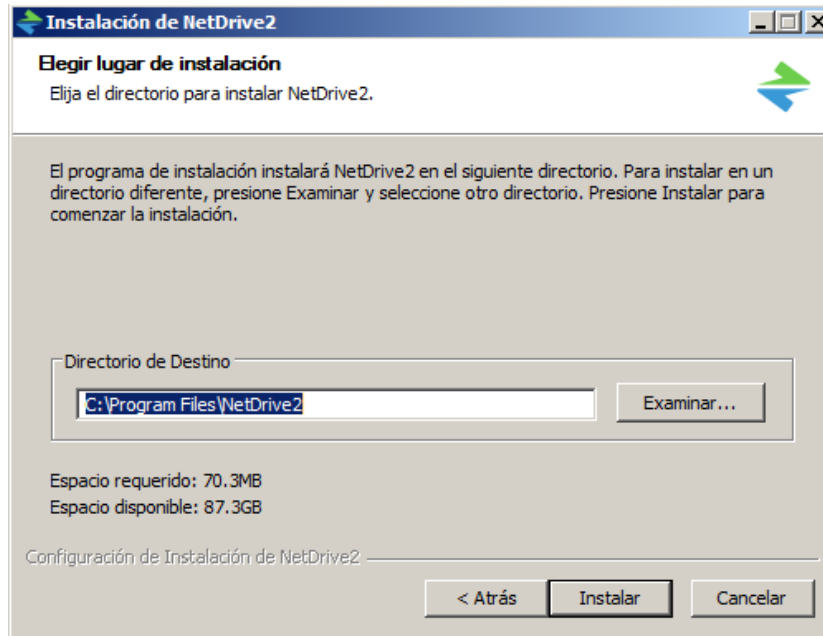 Instalación de NetDrive2
Elegir lugar de instalación
Elija el directorio para instalar NetDrive2.
El programa de instalación instalará NetDrive2 en el siguiente directorio. Para instalar en un
directorio diferente, presione Examinar y seleccione otro directorio. Presione Instalar para
comenzar la instalación.
Directorio de Destino
C:\Program Files\NetDrive2
Examinar...
Espacio requerido: 70.3MB
Espacio disponible: 87.3GB
Configuración de Instalación de NetDrive2
< Atrás
Instalar
Cancelar